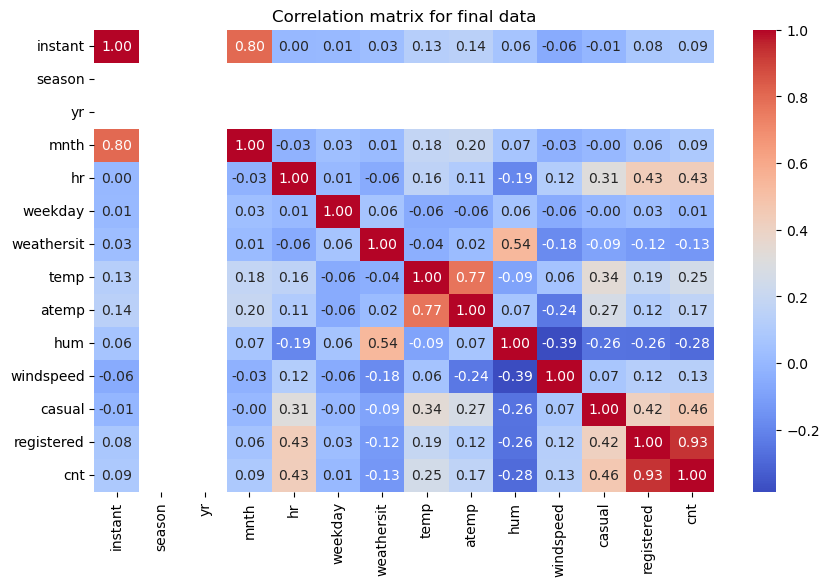 Correlation matrix for final data
instant 1.00 0.80 0.00 0.01 0.03 0.13 0.14 0.06 -0.06 -0.01 0.08 0.09
season
yr
mnth 0.80 1.00 -0.03 0.03 0.01 0.18 0.20 0.07 -0.03 -0.00 0.06 0.09
hr 0.00 -0.03 1.00 0.01 -0.06 0.16 0.11 -0.19 0.12 0.31 0.43 0.43
weekday 0.01 0.03 0.01 1.00 0.06 -0.06 -0.06 0.06 -0.06 -0.00 0.03 0.01
weathersit 0.03 0.01 -0.06 0.06 1.00 -0.04 0.02 0.54 -0.18 -0.09 -0.12 -0.13
temp 0.13 0.18 0.16 -0.06 -0.04 1.00 0.77 -0.09 0.06 0.34 0.19 0.25
atemp 0.14 0.20 0.11 -0.06 0.02 0.77 1.00 0.07 -0.24 0.27 0.12 0.17
hum 0.06 0.07 -0.19 0.06 0.54 -0.09 0.07 1.00 -0.39 -0.26 -0.26 -0.28
windspeed -0.06 -0.03 0.12 -0.06 -0.18 0.06 -0.24 -0.39 1.00 0.07 0.12 0.13
casual -0.01 -0.00 0.31 -0.00 -0.09 0.34 0.27 -0.26 0.07 1.00 0.42 0.46
registered 0.08 0.06 0.43 0.03 -0.12 0.19 0.12 -0.26 0.12 0.42 1.00 0.93
cnt 0.09 0.09 0.43 0.01 -0.13 0.25 0.17 -0.28 0.13 0.46 0.93 1.00
instant season yr mnth hr weekday weathersit temp atemp hum windspeed casual registered cnt
1.0
0.8
0.6
0.4
0.2
0.0
-0.2